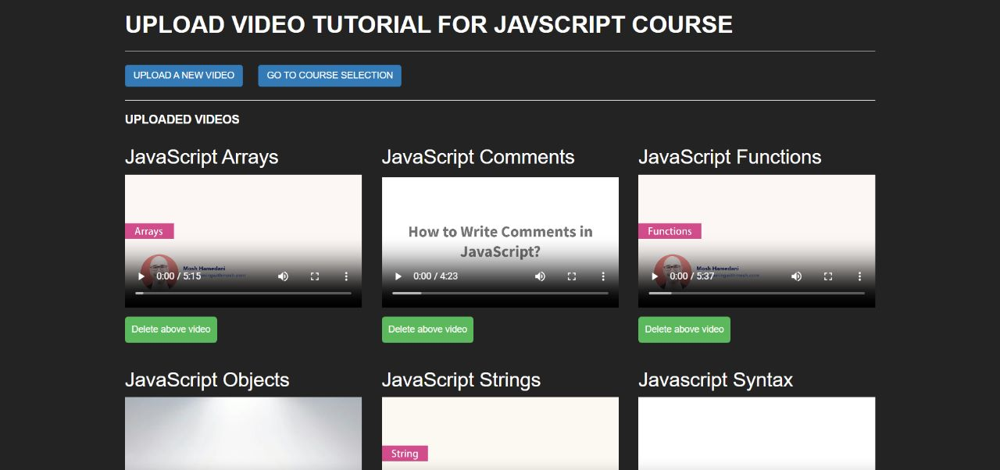 UPLOAD VIDEO TUTORIAL FOR JAVSCRIPT COURSE
UPLOAD A NEW VIDEO
GO TO COURSE SELECTION
UPLOADED VIDEOS
JavaScript Arrays
JavaScript Comments
JavaScript Functions
Arrays
Mosh Hamedani
0:00 / 5:15
How to Write Comments in
JavaScript?
0:00 / 4:23
Functions
Mosh Hamedani
0:00 / 5:37
Delete above video
Delete above video
Delete above video
JavaScript Objects
JavaScript Strings
Javascript Syntax
String